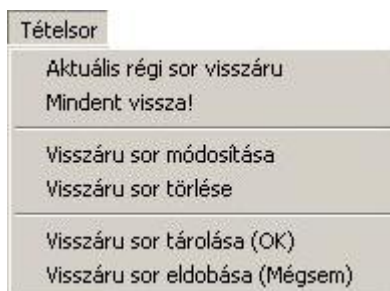 Tételsor
Aktuális régi sor visszáru
Mindent vissza!
Visszáru sor módosítása
Visszáru sor törlése
Visszáru sor tárolása (OK)
Visszáru sor eldobása (Mégsem)